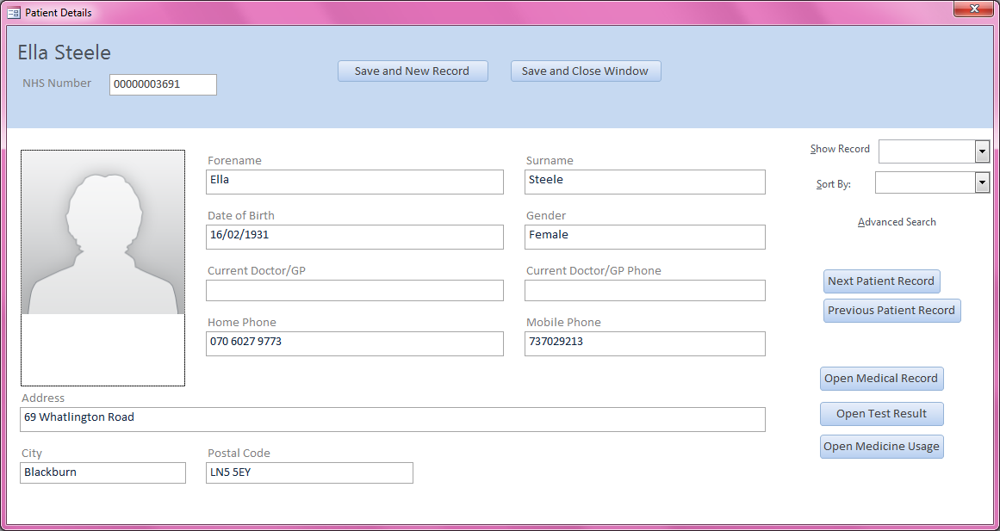 Patient Details
Ella Steele
Save and New Record
Save and Close Window
NHS Number
00000003691
Show Record
Sort By:
Advanced Search
Forename
Surname
Ella
Steele
Date of Birth
Gender
16/02/1931
Female
Current Doctor/GP
Current Doctor/GP Phone
Next Patient Record
Previous Patient Record
Home Phone
Mobile Phone
070 6027 9773
737029213
Open Medical Record
Open Test Result
Open Medicine Usage
Address
69 Whatlington Road
City
Postal Code
Blackburn
LN5 5EY